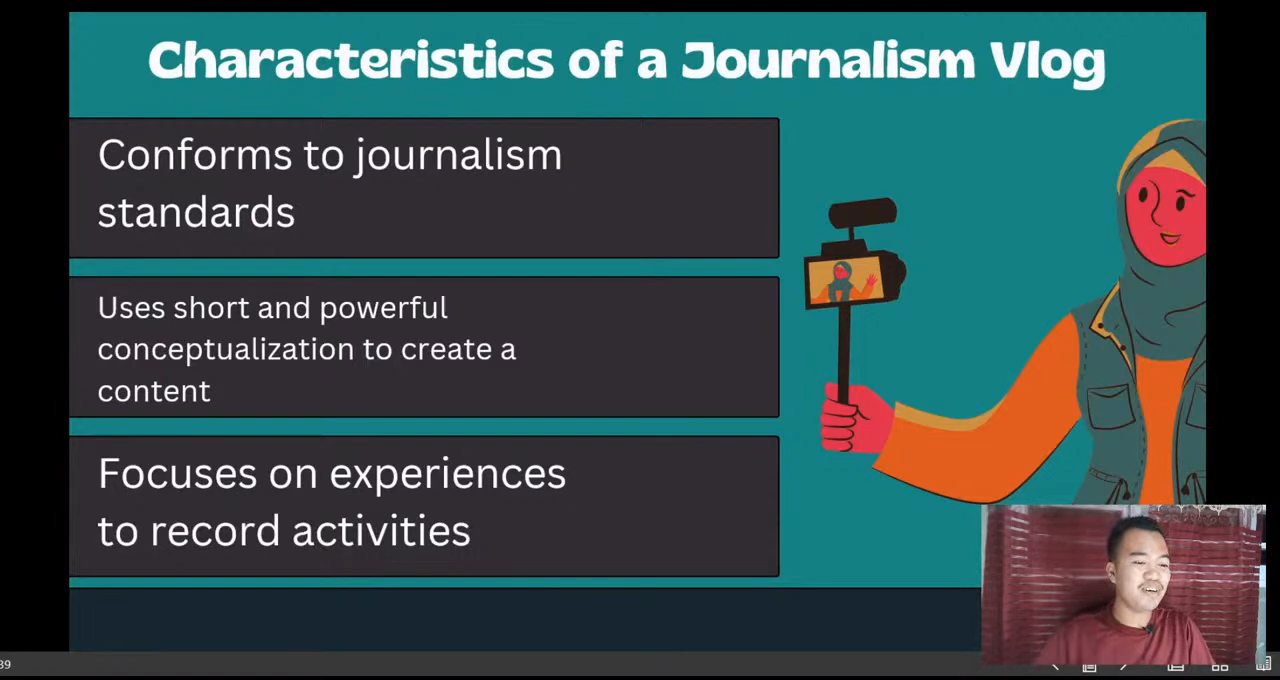 Characteristics of a Journalism Vlog
Conforms to journalism
standards
Uses short and powerful
conceptualization to create a
content
Focuses on experiences
to record activities
39